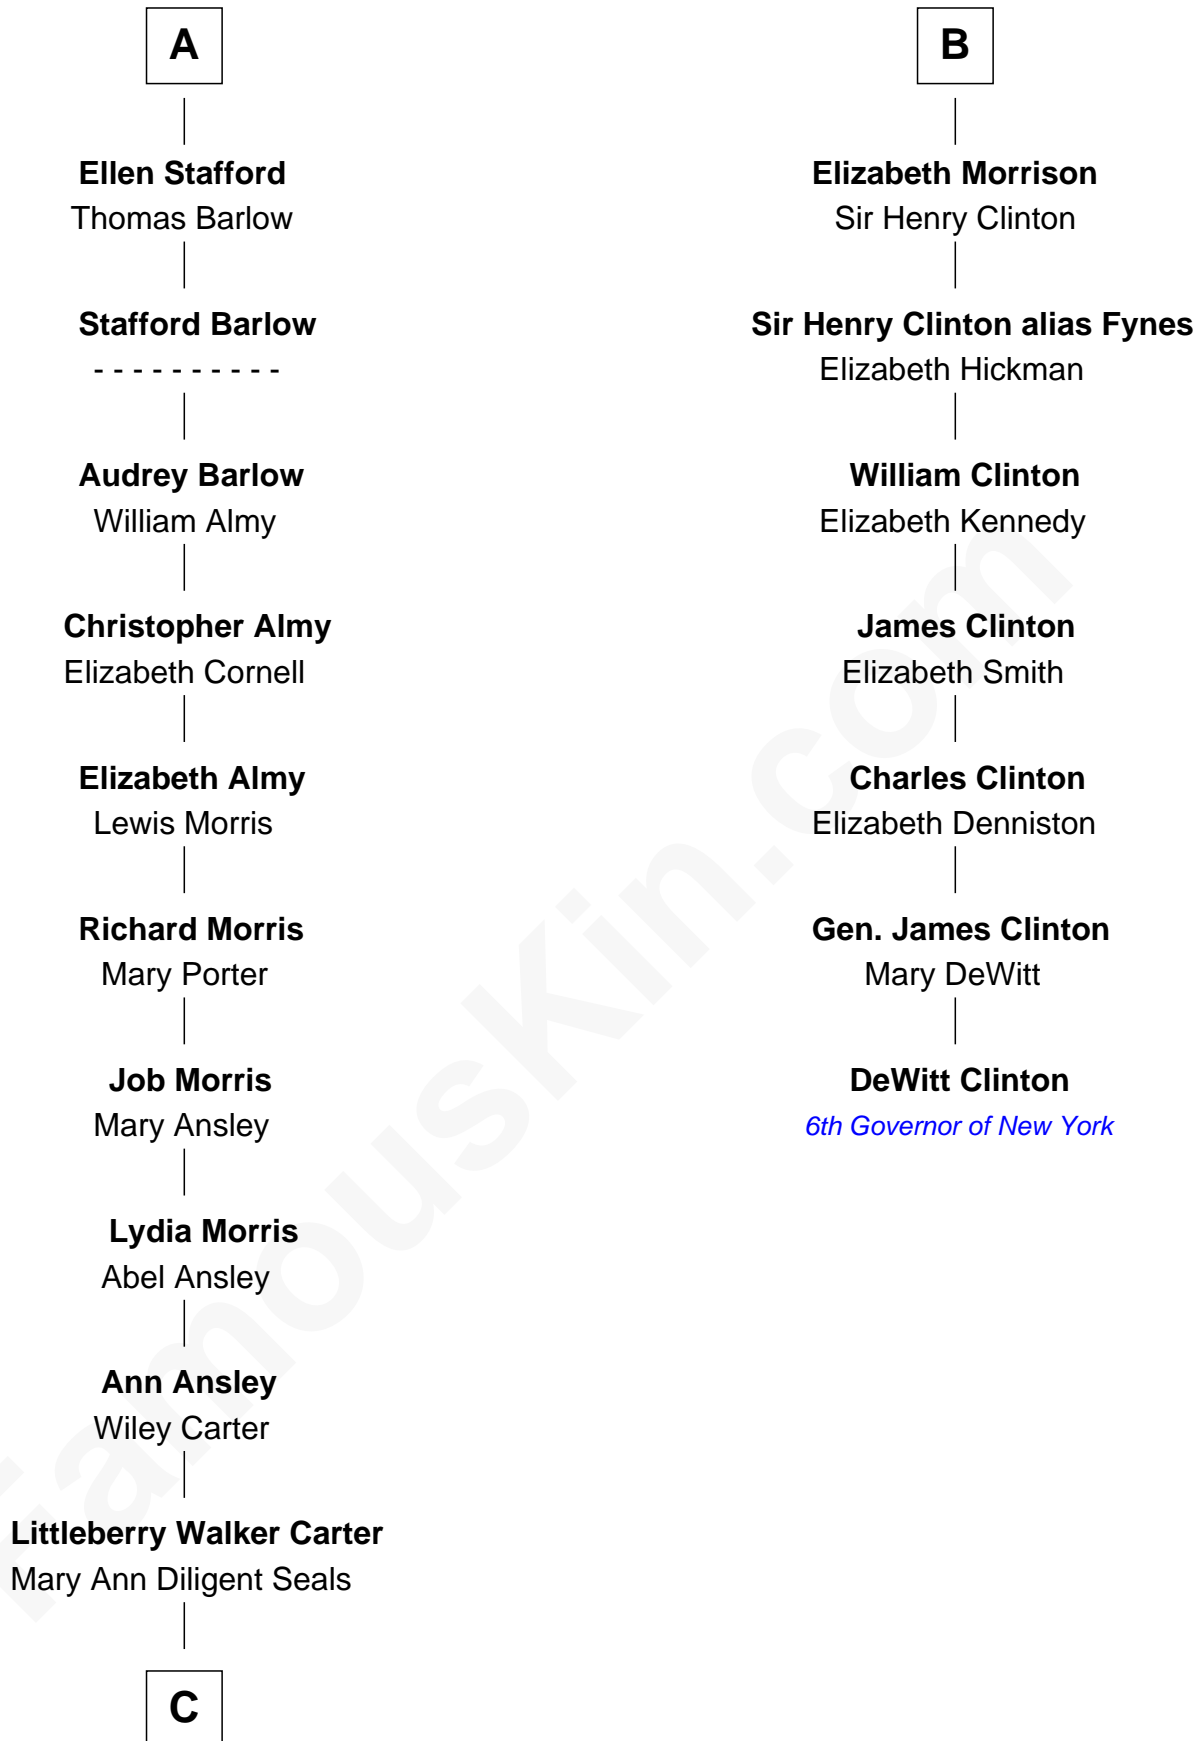 A
Ellen Stafford
Thomas Barlow
Stafford Barlow
- - - - - - - - - -
Audrey Barlow
William Almy
Christopher Almy
Elizabeth Cornell
Elizabeth Almy
Lewis Morris
Richard Morris
Mary Porter
Job Morris
Mary Ansley
Lydia Morris
Abel Ansley
Ann Ansley
Wiley Carter
Littleberry Walker Carter
Mary Ann Diligent Seals
C
B
Elizabeth Morrison
Sir Henry Clinton
Sir Henry Clinton alias Fynes
Elizabeth Hickman
William Clinton
Elizabeth Kennedy
James Clinton
Elizabeth Smith
Charles Clinton
Elizabeth Denniston
Gen. James Clinton
Mary DeWitt
DeWitt Clinton
6th Governor of New York
FamousKin.com